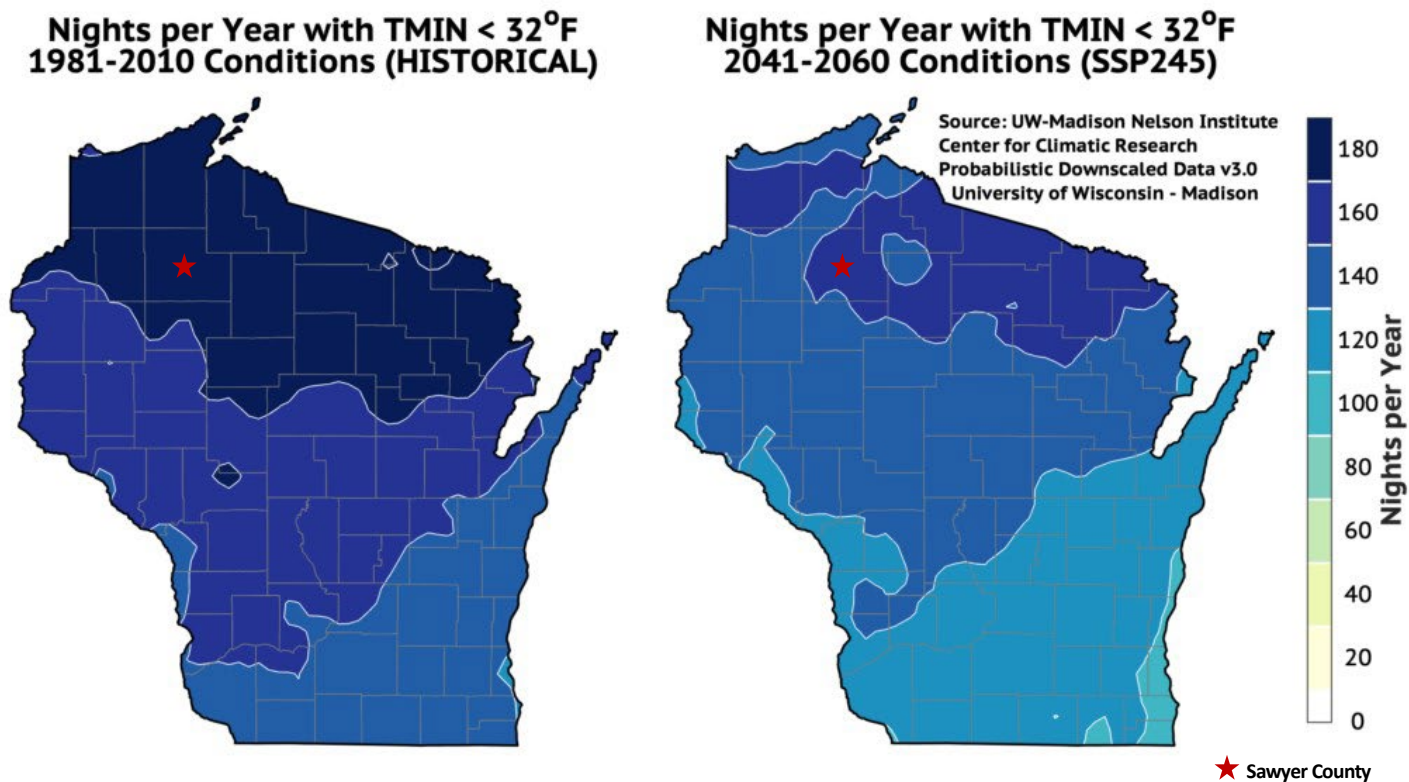 Nights per Year with TMIN < 32°F
1981-2010 Conditions (HISTORICAL)
Nights per Year with TMIN < 32°F
2041-2060 Conditions (SSP245)
Source: UW-Madison Nelson Institute
Center for Climatic Research
Probabilistic Downscaled Data v3.0
University of Wisconsin - Madison
180
160
140
120
100
80
60
40
20
0
Nights per Year
Sawyer County